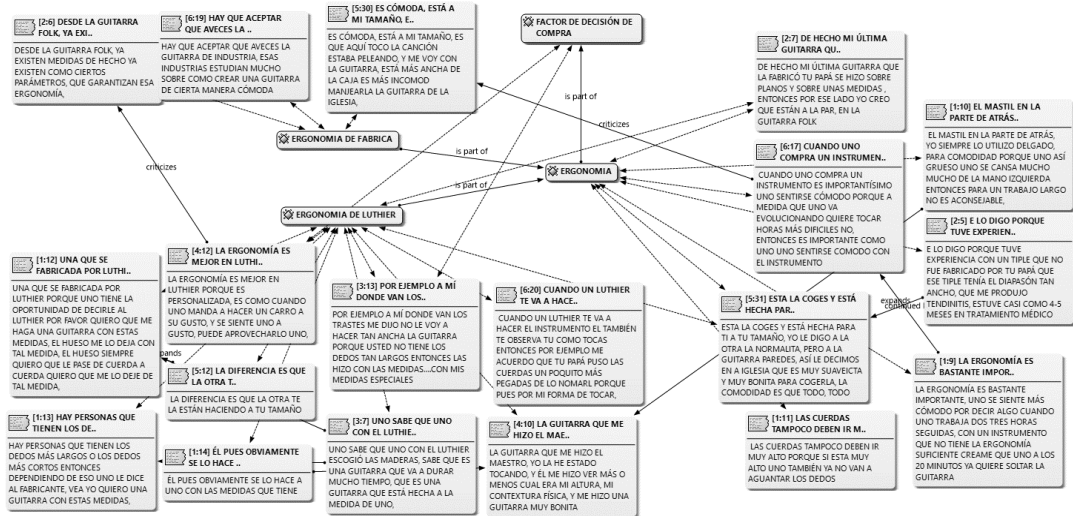 [2:6] DESDE LA GUITARRA
FOLK, YA EXI..
DESDE LA GUITARRA FOLK, YA
EXISTEN MEDIDAS DE HECHO YA
EXISTEN COMO CIERTOS
PARÁMETROS, QUE GARANTIZAN ESA
ERGONOMÍA,
[6:19] HAY QUE ACEPTAR
QUE AVECES LA ..
HAY QUE ACEPTAR QUE AVECES LA
GUITARRA DE INDUSTRIA, ESAS
INDUSTRIAS ESTUDIAN MUCHO
SOBRE COMO CREAR UNA GUITARRA
DE CIERTA MANERA CÓMODA
[5:30] ES CÓMODA, ESTÁ A
MI TAMAÑO, E..
ES CÓMODA, ESTÁ A MI TAMAÑO, ES
QUE AQUÍ TOCO LA CANCIÓN
ESTABA PELEANDO, Y ME VOY CON
LA GUITARRA, ESTÁ MÁS ANCHA DE
LA CAJA ES MÁS INCOMOD
MANJEARLA LA GUITARRA DE LA
IGLESIA,
FACTOR DE DECISIÓN DE
COMPRA
[2:7] DE HECHO MI ÚLTIMA
GUITARRA QU..
DE HECHO MI ÚLTIMA GUITARRA QUE
LA FABRICÓ TU PAPÁ SE HIZO SOBRE
PLANOS Y SOBRE UNAS MEDIDAS ,
ENTONCES POR ESE LADO YO CREO
QUE ESTÁN A LA PAR, EN LA
GUITARRA FOLK
is part of
criticizes
[1:10] EL MASTIL EN LA
PARTE DE ATRÁS..
EL MASTIL EN LA PARTE DE ATRÁS,
YO SIEMPRE LO UTILIZO DELGADO,
PARA COMODIDAD PORQUE UNO ASÍ
GRUESO UNO SE CANSA MUCHO
MUCHO DE LA MANO IZQUIERDA
ENTONCES PARA UN TRABAJO LARGO
NO ES ACONSEJABLE,
ERGONOMIA DE FABRICA
is part of
criticizes
ERGONOMIA
[6:17] CUANDO UNO
COMPRA UN INSTRUMEN..
CUANDO UNO COMPRA UN
INSTRUMENTO ES IMPORTANTÍSIMO
UNO SENTIRSE CÓMODO PORQUE A
MEDIDA QUE UNO VA
EVOLUCIONANDO QUIERE TOCAR
HORAS MÁS DIFICILES NO,
ENTONCES ES IMPORTANTE COMO
UNO UNO SENTIRSE COMODO CON
EL INSTRUMENTO
is part of
ERGONOMIA DE LUTHIER
[2:5] E LO DIGO PORQUE
TUVE EXPERIEN..
E LO DIGO PORQUE TUVE
EXPERIENCIA CON UN TIPLE QUE NO
FUE FABRICADO POR TU PAPÁ QUE
ESE TIPLE TENÍA EL DIAPASÓN TAN
ANCHO, QUE ME PRODUJO
TENDINTIS, ESTUVE CASI COMO 4-5
MESES EN TRATAMIENTO MÉDICO
[1:12] UNA QUE SE
FABRICADA POR LUTHI..
UNA QUE SE FABRICADA POR
LUTHIER PORQUE UNO TIENE LA
OPORTUNIDAD DE DECIRLE AL
LUTHIER POR FAVOR QUIERO QUE ME
HAGA UNA GUITARRA CON ESTAS
MEDIDAS, EL HUESO ME LO DEJA CON
TAL MEDIDA, EL HUESO SIEMPRE
QUIERO QUE LE PASE DE CUERDA A
CUERDA QUIERO QUE ME LO DEJE DE
TAL MEDIDA,
[4:12] LA ERGONOMÍA ES
MEJOR EN LUTHI..
LA ERGONOMÍA ES MEJOR EN
LUTHIER PORQUE ES
PERSONALIZADA, ES COMO CUANDO
UNO MANDA A HACER UN CARRO A
SU GUSTO, Y SE SIENTE UNO A
GUSTO, PUEDE APROVECHARLO UNO,
[3:13] POR EJEMPLO A MÍ
DONDE VAN LOS..
POR EJEMPLO A MÍ DONDE VAN LOS
TRASTES ME DIJO NO LE VOY A
HACER TAN ANCHA LA GUITARRA
PORQUE USTED NO TIENE LOS
DEDOS TAN LARGOS ENTONCES LAS
HIZO CON LAS MEDIDAS....CON MIS
MEDIDAS ESPECIALES
[6:20] CUANDO UN LUTHIER
TE VA A HACE..
CUANDO UN LUTHIER TE VA A
HACER EL INSTRUMENTO EL TAMBIÉN
TE OBSERVA TU COMO TOCAS
ENTONCES POR EJEMPLO ME
ACUERDO QUE TU PAPÁ PUSO LAS
CUERDAS UN POQUITO MÁS
PEGADAS DE LO NOMARL PORQUE
PUES POR MI FORMA DE TOCAR,
[5:31] ESTA LA COGES Y ESTÁ
HECHA PAR..
ESTA LA COGES Y ESTÁ HECHA PARA
TI A TU TAMAÑO, YO LE DIGO A LA
OTRA LA NORMALITA, PERO A LA
GUITARRA PAREDES, ASÍ LE DECIMOS
EN A IGLESIA QUE ES MUY SUAVEICTA
Y MUY BONITA PARA COGERLA, LA
COMODIDAD ES QUE TODO, TODO
expands
continued
[1:9] LA ERGONOMÍA ES
BASTANTE IMPOR..
LA ERGONOMÍA ES BASTANTE
IMPORTANTE, UNO SE SIENTE MÁS
CÓMODO POR DECIR ALGO CUANDO
UNO TRABAJA DOS TRES HORAS
SEGUIDAS, CON UN INSTRUMENTO
QUE NO TIENE LA ERGONOMÍA
SUFICIENTE CREAME QUE UNO A LOS
20 MINUTOS YA QUIERE SOLTAR LA
GUITARRA
[5:12] LA DIFERENCIA ES QUE
LA OTRA T..
LA DIFERENCIA ES QUE LA OTRA TE
LA ESTÁN HACIENDO A TU TAMAÑO
[1:13] HAY PERSONAS QUE
TIENEN LOS DE..
HAY PERSONAS QUE TIENEN LOS
DEDOS MÁS LARGOS O LOS DEDOS
MÁS CORTOS ENTONCES
DEPENDIENDO DE ESO UNO LE DICE
AL FABRICANTE, VEA YO QUIERO UNA
GUITARRA CON ESTAS MEDIDAS,
[1:14] ÉL PUES OBVIAMENTE
SE LO HACE ..
ÉL PUES OBVIAMENTE SE LO HACE A
UNO CON LAS MEDIDAS QUE TIENE
[3:7] UNO SABE QUE UNO
CON EL LUTHIE..
UNO SABE QUE UNO CON EL LUTHIER
ESCOGIÓ LAS MADERAS, SABE QUE ES
UNA GUITARRA QUE VA A DURAR
MUCHO TIEMPO, QUE ES UNA
GUITARRA QUE ESTÁ HECHA A LA
MEDIDA DE UNO,
[4:10] LA GUITARRA QUE ME
HIZO EL MAE..
LA GUITARRA QUE ME HIZO EL
MAESTRO, YO LA HE ESTADO
TOCANDO, Y ÉL ME HIZO VER MÁS O
MENOS CUAL ERA MI ALTURA, MI
CONTEXTURA FÍSICA, Y ME HIZO UNA
GUITARRA MUY BONITA
[1:11] LAS CUERDAS
TAMPOCO DEBEN IR M..
LAS CUERDAS TAMPOCO DEBEN IR
MUY ALTO PORQUE SI ESTA MUY
ALTO UNO TAMBIÉN YA NO VAN A
AGUANTAR LOS DEDOS